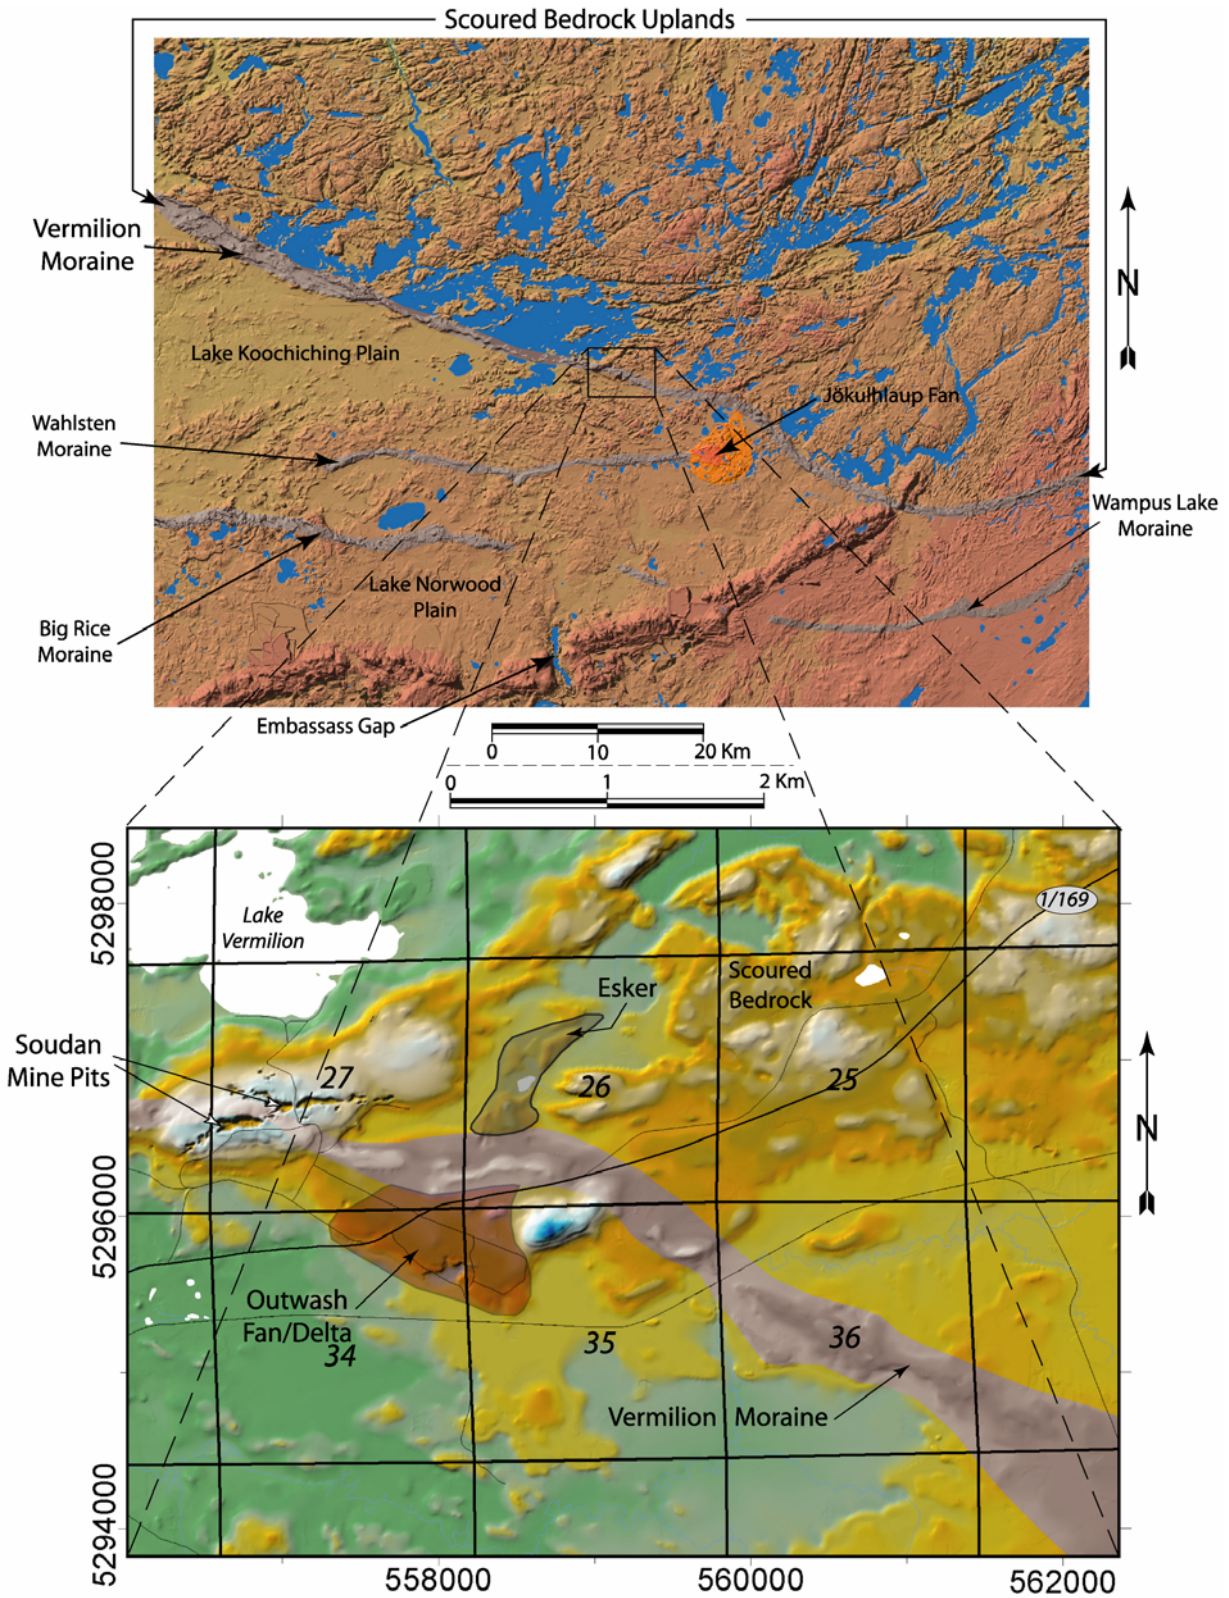 Scoured Bedrock Uplands
Vermilion
Moraine
N
Lake Koochiching Plain
Jökulhlaup Fan
Wahlsten
Moraine
Wampus Lake
Moraine
Lake Norwood
Plain
Big Rice
Moraine
Embassass Gap
0 10 20 Km
0 1 2 Km
5298000
1/169
Lake
Vermilion
Scoured
Bedrock
Esker
Soudan
Mine Pits
27
26
25
N
5296000
Outwash
Fan/Delta
34
35
36
Vermilion Moraine
5294000
558000 560000 562000